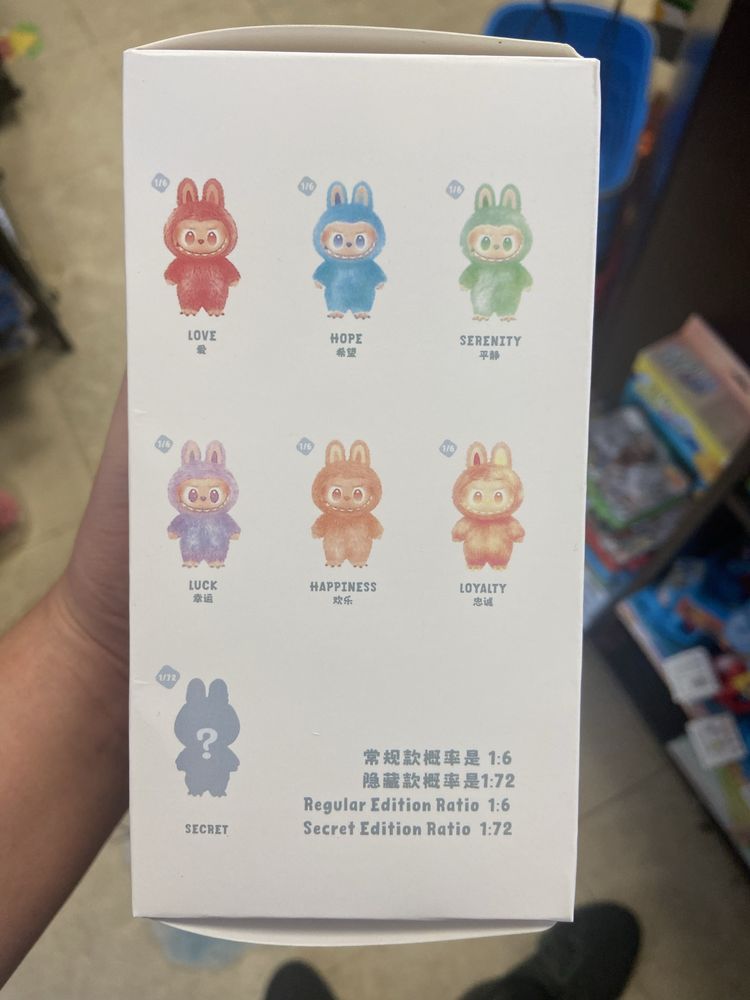 1/6
1/6
1/6
LOVE
爱
HOPE
希望
SERENITY
平静
1/6
1/6
1/6
LUCK
幸运
HAPPINESS
欢乐
LOYALTY
忠诚
1/72
?
SECRET
常规款概率是 1:6
隐藏款概率是1:72
Regular Edition Ratio 1:6
Secret Edition Ratio 1:72